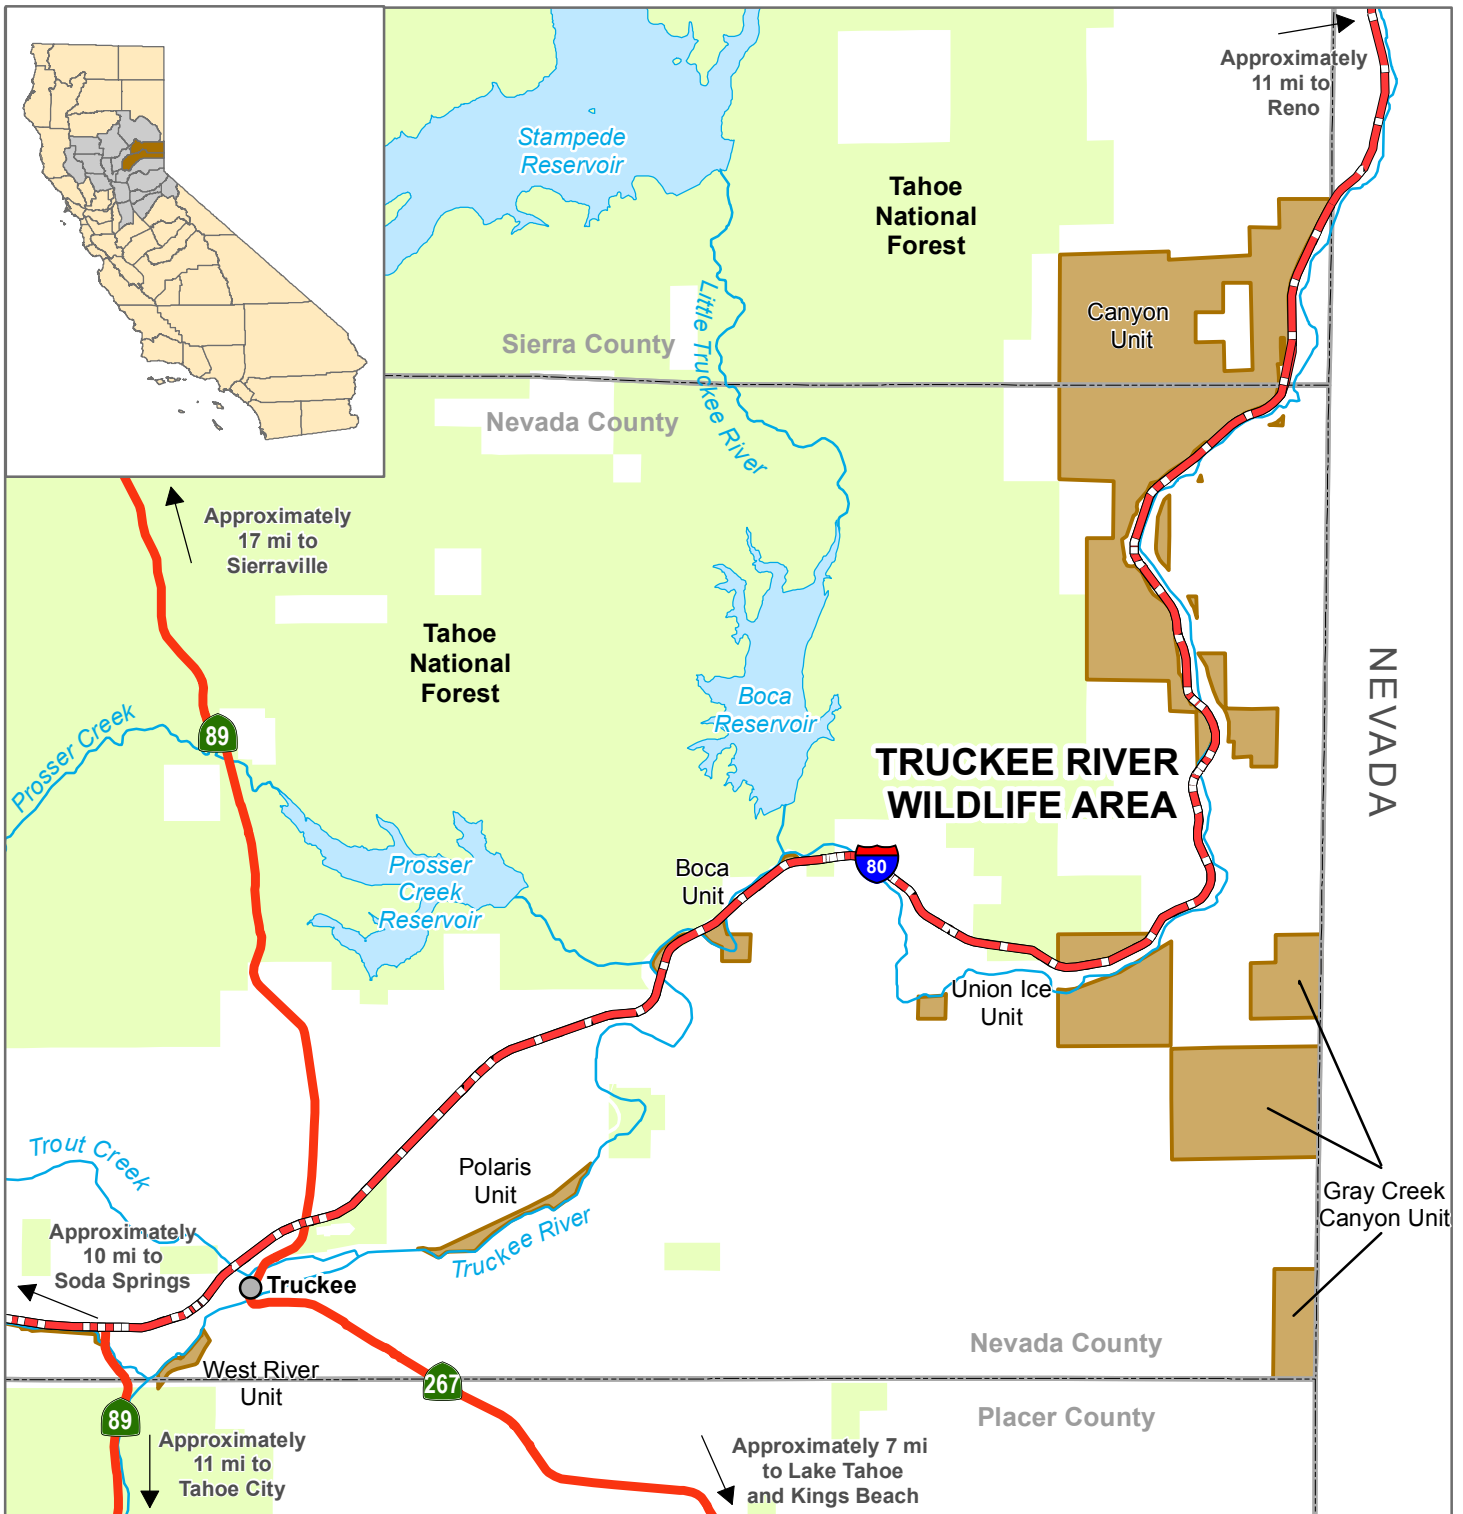 Approximately
11 mi to
Reno
Stampede
Reservoir
Tahoe
National
Forest
Canyon
Unit
Little Truckee River
Sierra County
Nevada County
Approximately
17 mi to
Sierraville
Tahoe
National
Forest
NEVADA
Boca
Reservoir
Prosser Creek
89
TRUCKEE RIVER
WILDLIFE AREA
Prosser
Creek
Reservoir
Boca
Unit
80
Union Ice
Unit
Trout Creek
Polaris
Unit
Gray Creek
Canyon Unit
Truckee River
Approximately
10 mi to
Soda Springs
Truckee
Nevada County
West River
Unit
267
Placer County
89
Approximately
11 mi to
Tahoe City
Approximately 7 mi
to Lake Tahoe
and Kings Beach